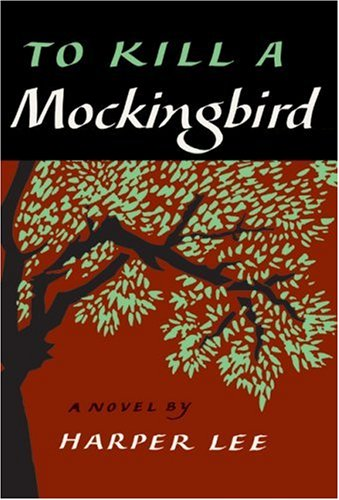 TO KILL A
Mockingbird
A NOVEL BY
HARPER LEE